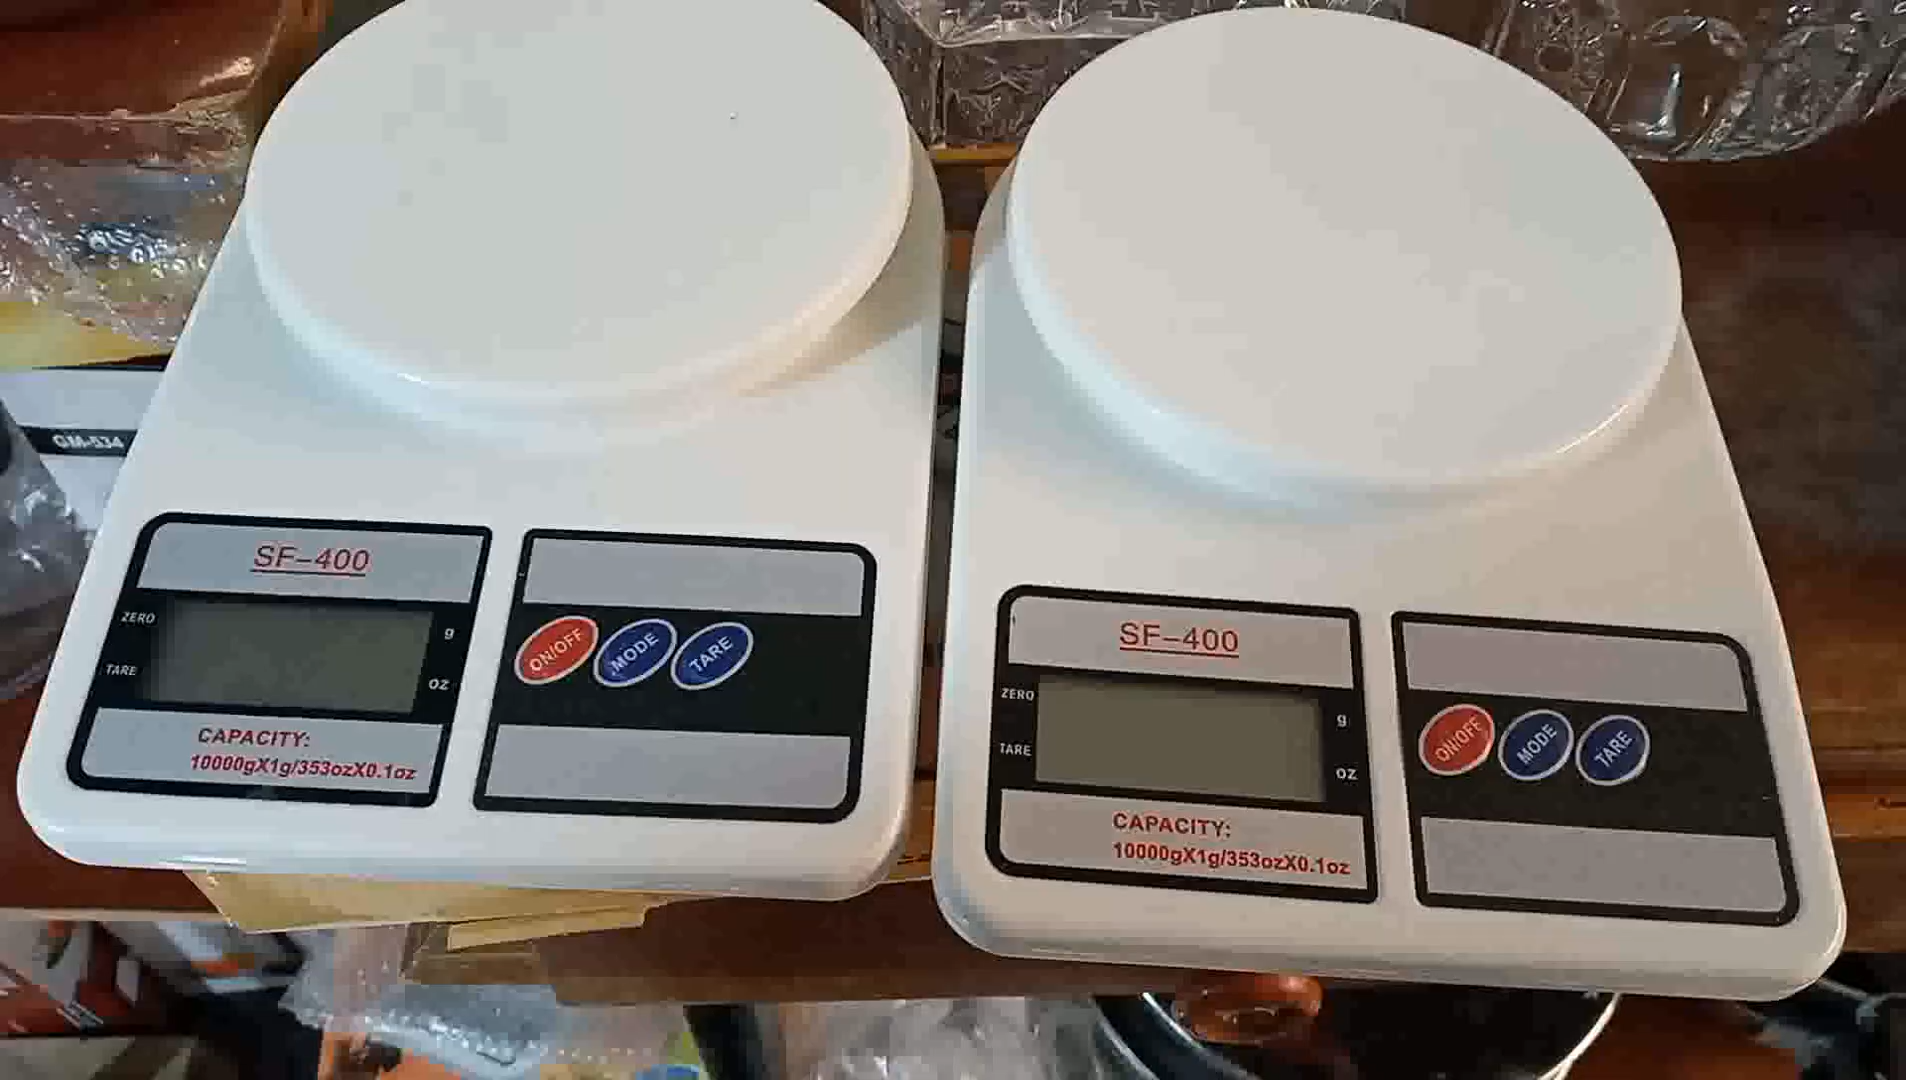 GM-534
SF-400
ZERO
g
TARE
OZ
CAPACITY:
10000gX1g/353ozX0.1oz
ON/OFF
MODE
TARE
SF-400
ZERO
g
TARE
OZ
CAPACITY:
10000gX1g/353ozX0.1oz
ON/OFF
MODE
TARE